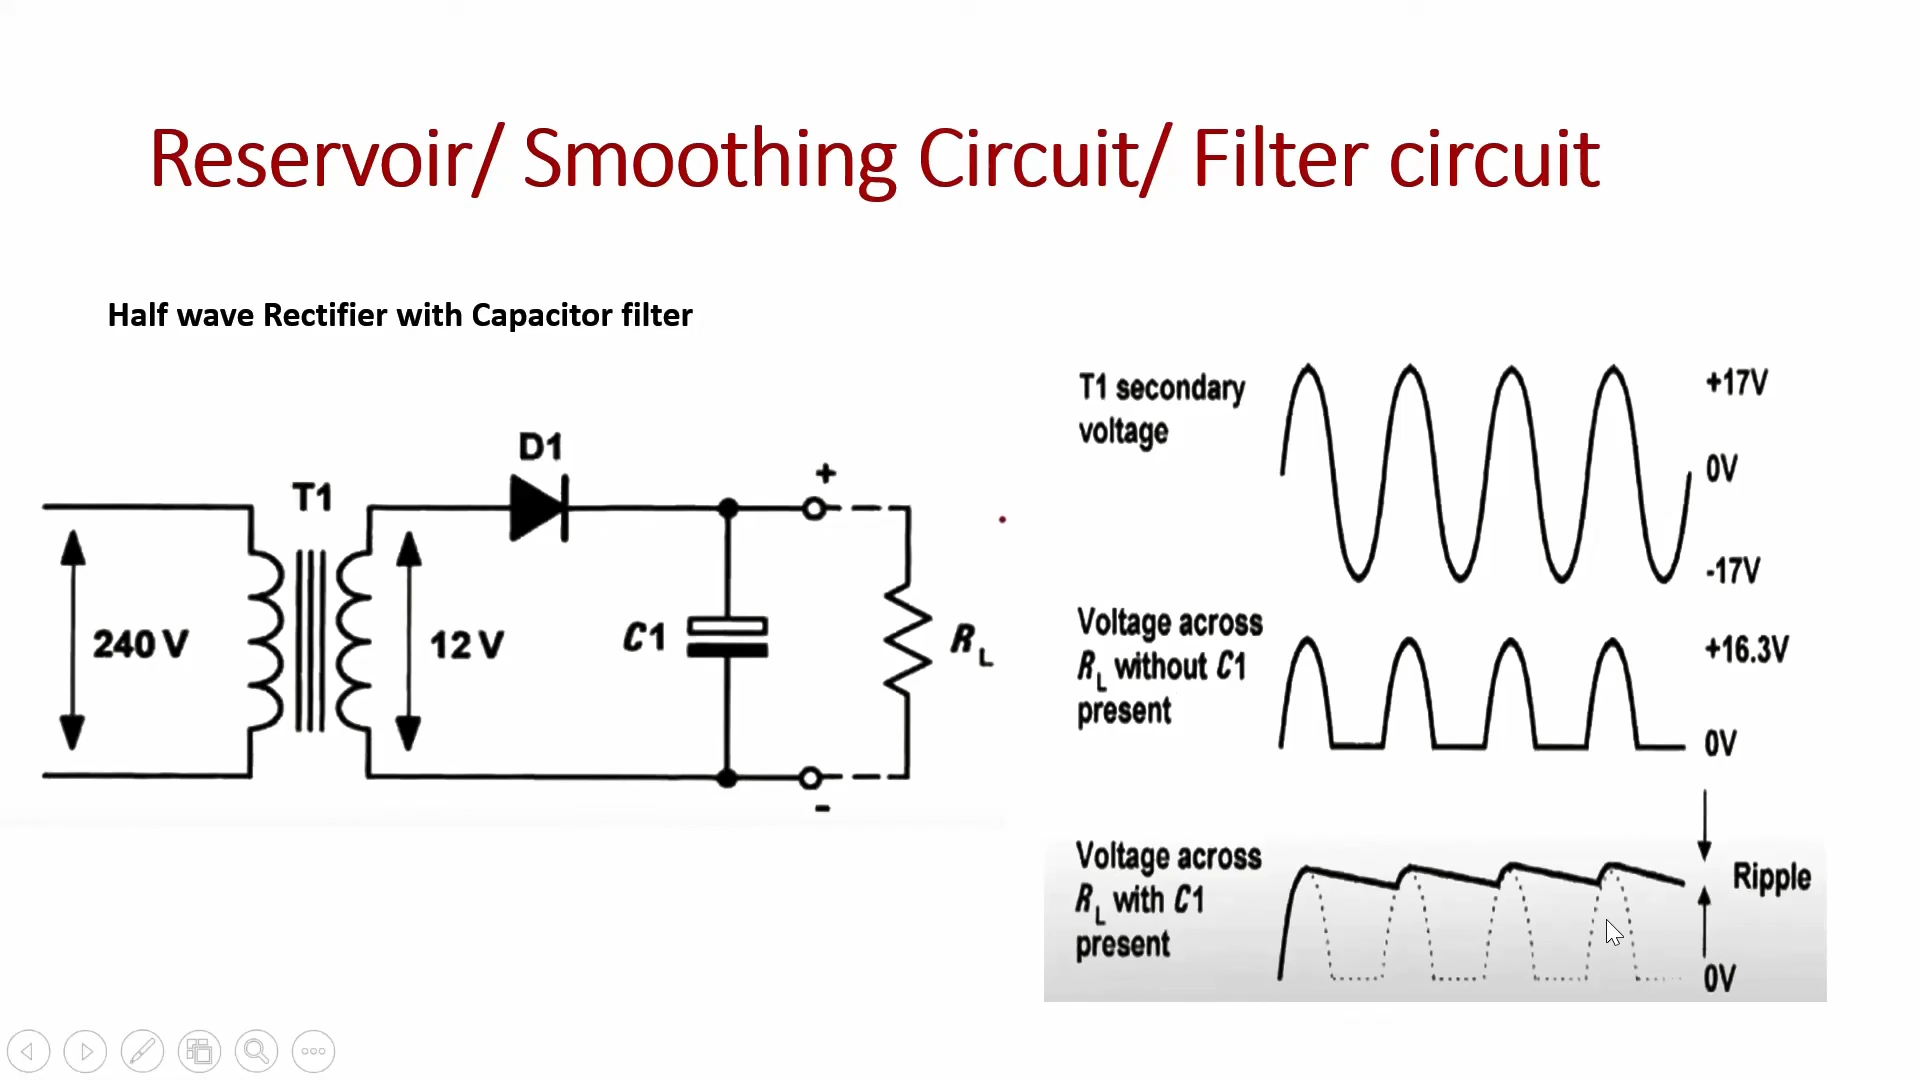 Reservoir/ Smoothing Circuit/ Filter circuit
Half wave Rectifier with Capacitor filter
D1
T1
+
240 V
12 V
C1
RL
-
T1 secondary
voltage
+17V
0V
-17V
Voltage across
RL without C1
present
+16.3V
0V
Voltage across
RL with C1
present
Ripple
0V